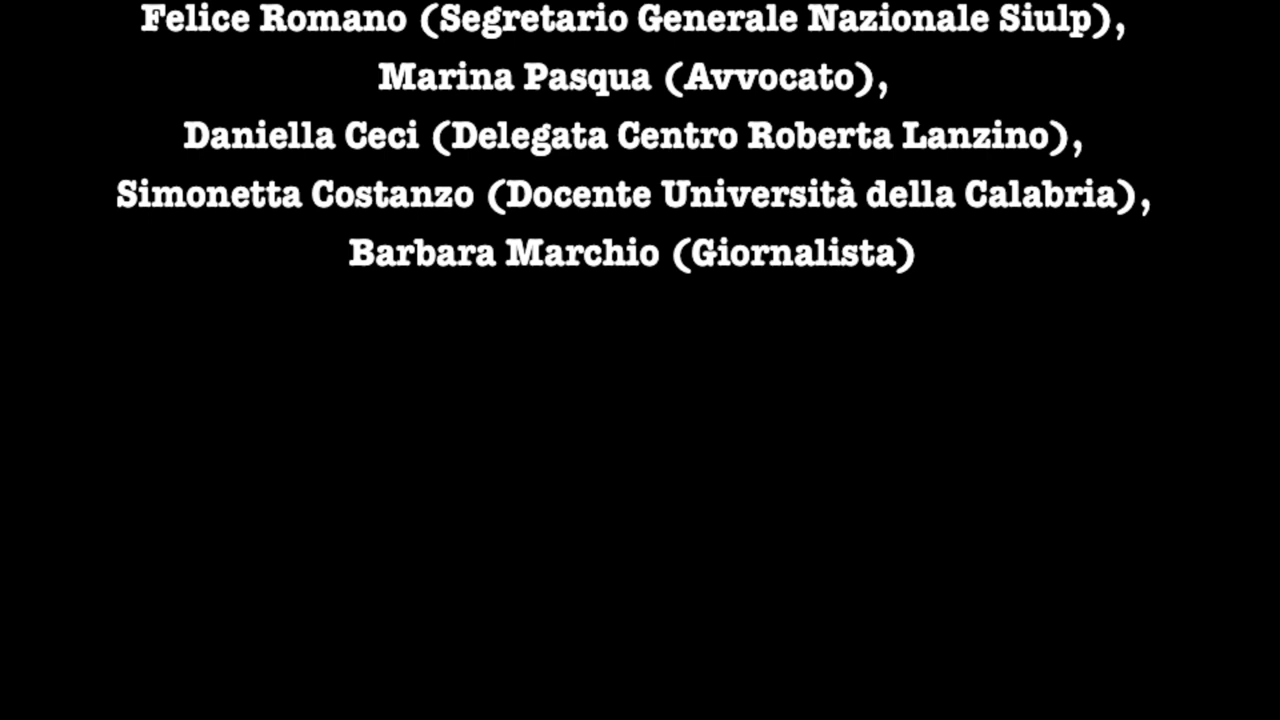 Felice Romano (Segretario Generale Nazionale Siulp),
Marina Pasqua (Avvocato),
Daniella Ceci (Delegata Centro Roberta Lanzino),
Simonetta Costanzo (Docente Università della Calabria),
Barbara Marchio (Giornalista)